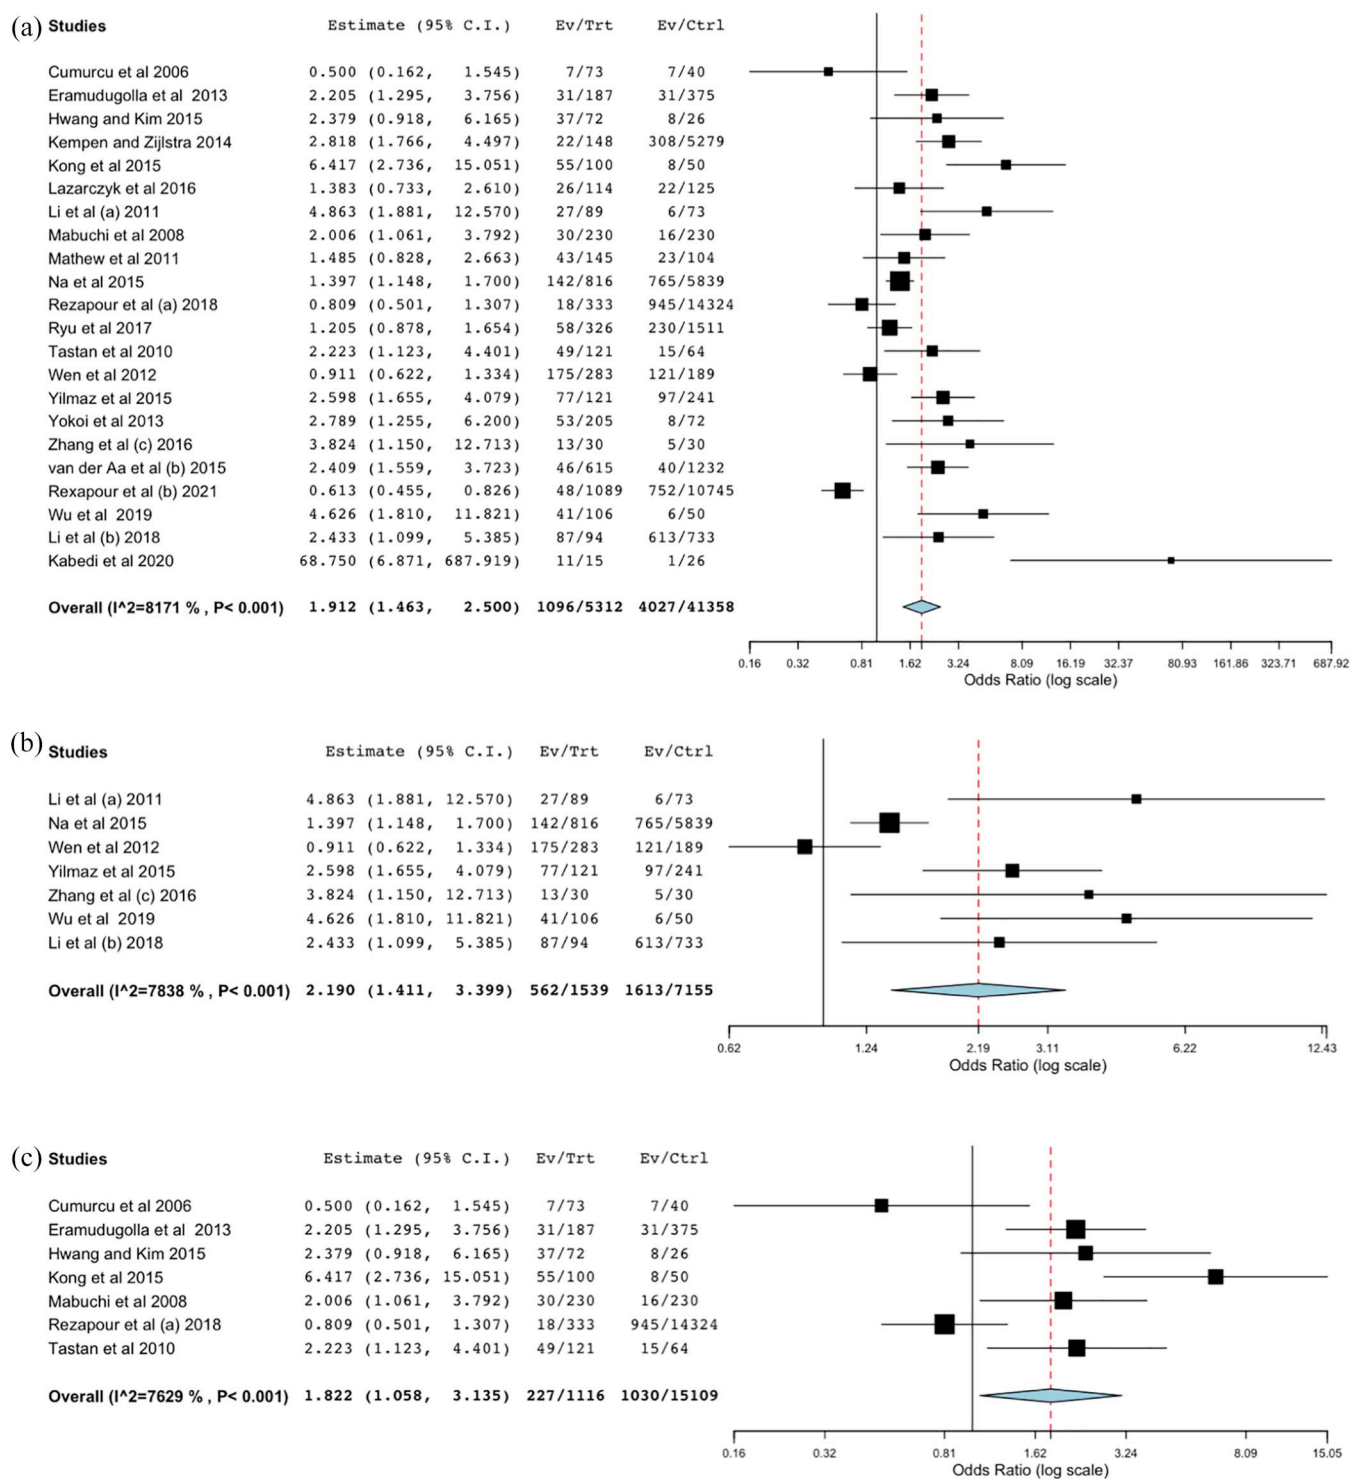 (a) Studies Estimate (95% C.I.) Ev/Trt Ev/Ctrl
Cumurcu et al 2006 0.500 (0.162, 1.545) 7/73 7/40
Eramudugolla et al 2013 2.205 (1.295, 3.756) 31/187 31/375
Hwang and Kim 2015 2.379 (0.918, 6.165) 37/72 8/26
Kempen and Zijlstra 2014 2.818 (1.766, 4.497) 22/148 308/5279
Kong et al 2015 6.417 (2.736, 15.051) 55/100 8/50
Lazarczyk et al 2016 1.383 (0.733, 2.610) 26/114 22/125
Li et al (a) 2011 4.863 (1.881, 12.570) 27/89 6/73
Mabuchi et al 2008 2.006 (1.061, 3.792) 30/230 16/230
Mathew et al 2011 1.485 (0.828, 2.663) 43/145 23/104
Na et al 2015 1.397 (1.148, 1.700) 142/816 765/5839
Rezapour et al (a) 2018 0.809 (0.501, 1.307) 18/333 945/14324
Ryu et al 2017 1.205 (0.878, 1.654) 58/326 230/1511
Tastan et al 2010 2.223 (1.123, 4.401) 49/121 15/64
Wen et al 2012 0.911 (0.622, 1.334) 175/283 121/189
Yilmaz et al 2015 2.598 (1.655, 4.079) 77/121 97/241
Yokoi et al 2013 2.789 (1.255, 6.200) 53/205 8/72
Zhang et al (c) 2016 3.824 (1.150, 12.713) 13/30 5/30
van der Aa et al (b) 2015 2.409 (1.559, 3.723) 46/615 40/1232
Rexapour et al (b) 2021 0.613 (0.455, 0.826) 48/1089 752/10745
Wu et al 2019 4.626 (1.810, 11.821) 41/106 6/50
Li et al (b) 2018 2.433 (1.099, 5.385) 87/94 613/733
Kabedi et al 2020 68.750 (6.871, 687.919) 11/15 1/26
Overall (I^2=8171 % , P< 0.001) 1.912 (1.463, 2.500) 1096/5312 4027/41358
0.16 0.32 0.81 1.62 3.24 8.09 16.19 32.37 80.93 161.86 323.71 687.92
Odds Ratio (log scale)
(b) Studies Estimate (95% C.I.) Ev/Trt Ev/Ctrl
Li et al (a) 2011 4.863 (1.881, 12.570) 27/89 6/73
Na et al 2015 1.397 (1.148, 1.700) 142/816 765/5839
Wen et al 2012 0.911 (0.622, 1.334) 175/283 121/189
Yilmaz et al 2015 2.598 (1.655, 4.079) 77/121 97/241
Zhang et al (c) 2016 3.824 (1.150, 12.713) 13/30 5/30
Wu et al 2019 4.626 (1.810, 11.821) 41/106 6/50
Li et al (b) 2018 2.433 (1.099, 5.385) 87/94 613/733
Overall (I^2=7838 % , P< 0.001) 2.190 (1.411, 3.399) 562/1539 1613/7155
0.62 1.24 2.19 3.11 6.22 12.43
Odds Ratio (log scale)
(c) Studies Estimate (95% C.I.) Ev/Trt Ev/Ctrl
Cumurcu et al 2006 0.500 (0.162, 1.545) 7/73 7/40
Eramudugolla et al 2013 2.205 (1.295, 3.756) 31/187 31/375
Hwang and Kim 2015 2.379 (0.918, 6.165) 37/72 8/26
Kong et al 2015 6.417 (2.736, 15.051) 55/100 8/50
Mabuchi et al 2008 2.006 (1.061, 3.792) 30/230 16/230
Rezapour et al (a) 2018 0.809 (0.501, 1.307) 18/333 945/14324
Tastan et al 2010 2.223 (1.123, 4.401) 49/121 15/64
Overall (I^2=7629 % , P< 0.001) 1.822 (1.058, 3.135) 227/1116 1030/15109
0.16 0.32 0.81 1.62 3.24 8.09 15.05
Odds Ratio (log scale)